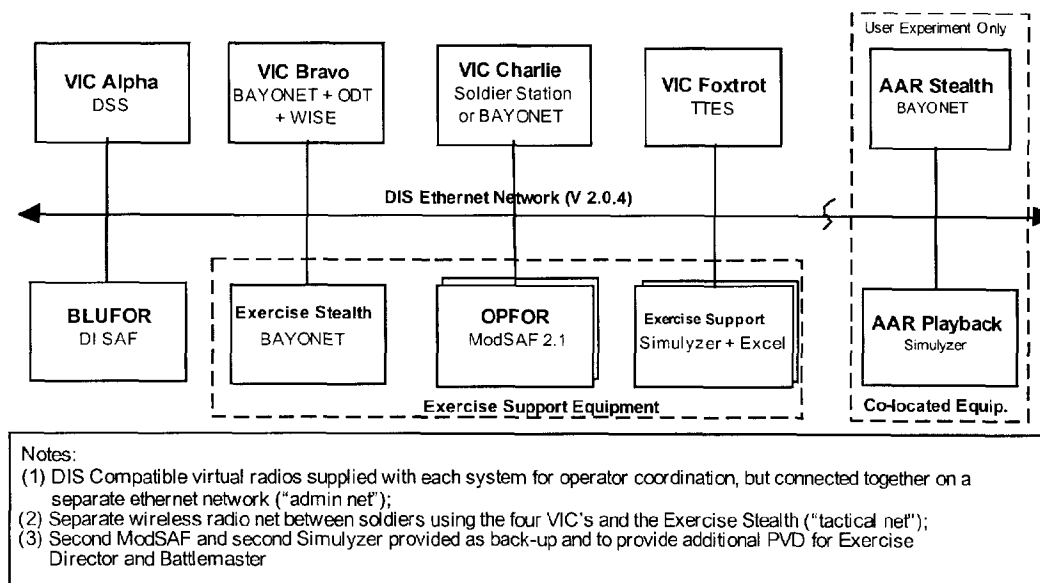 User Experiment Only
VIC Alpha
DSS
VIC Bravo
BAYONET + ODT
+ WISE
VIC Charlie
Soldier Station
or BAYONET
VIC Foxtrot
TTES
AAR Stealth
BAYONET
DIS Ethernet Network (V 2.0.4)
BLUFOR
DI SAF
Exercise Stealth
BAYONET
OPFOR
ModSAF 2.1
Exercise Support
Simulyzer + Excel
AAR Playback
Simulyzer
Exercise Support Equipment
Co-located Equip.
Notes:
(1) DIS Compatible virtual radios supplied with each system for operator coordination, but connected together on a
separate ethernet network ("admin net");
(2) Separate wireless radio net between soldiers using the four VIC's and the Exercise Stealth ("tactical net");
(3) Second ModSAF and second Simulyzer provided as back-up and to provide additional PVD for Exercise
Director and Battlemaster